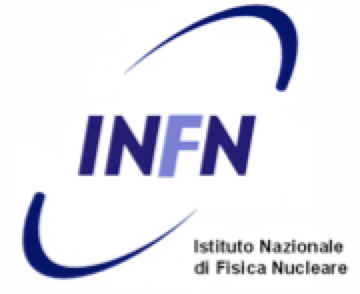 INFN
Istituto Nazionale
di Fisica Nucleare